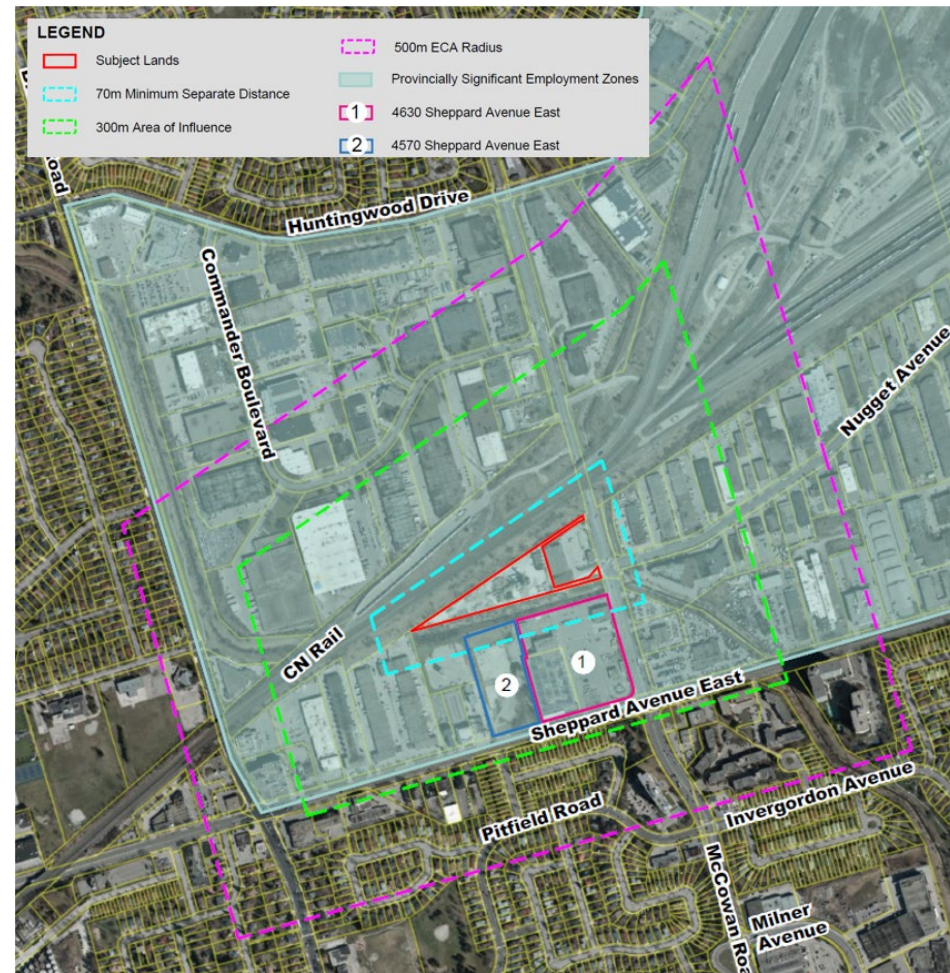 LEGEND
Subject Lands
70m Minimum Separate Distance
300m Area of Influence
500m ECA Radius
Provincially Significant Employment Zones
1 4630 Sheppard Avenue East
2 4570 Sheppard Avenue East
Road
Huntingwood Drive
Commander Boulevard
Nugget Avenue
CN Rail
1
2
Sheppard Avenue East
Pitfield Road
Invergordon Avenue
McCowan Roa
Milner
Avenue